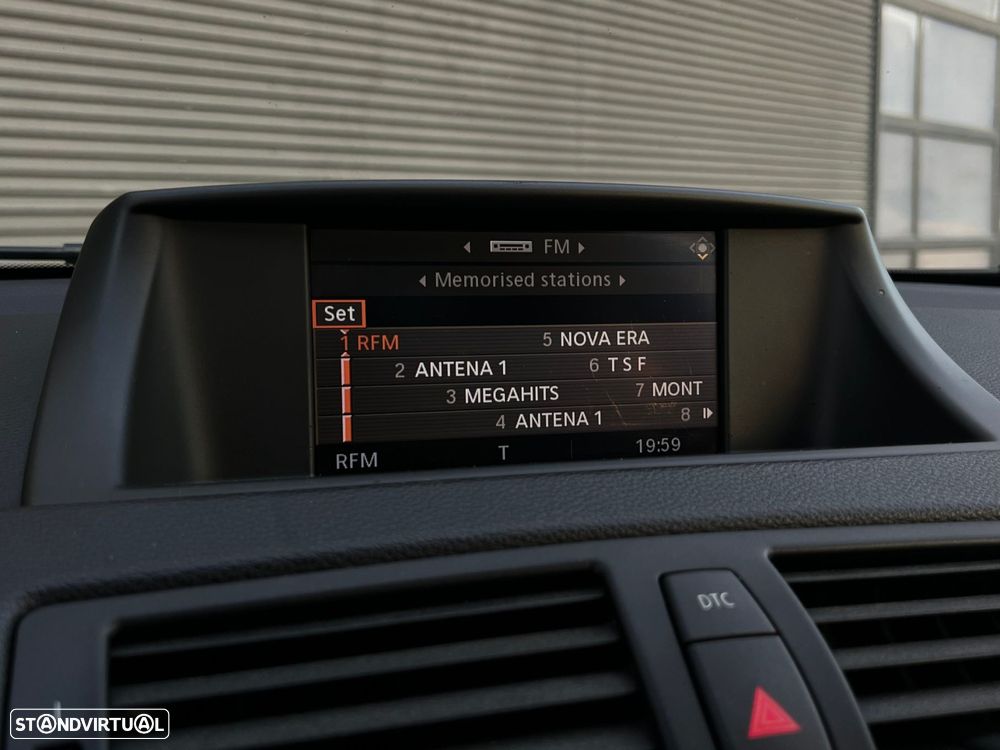 FM
Memorised stations
Set
1 RFM 5 NOVA ERA
2 ANTENA 1 6 T S F
3 MEGAHITS 7 MONT
4 ANTENA 1 8
RFM T 19:59
DTC
STANDVIRTUAL